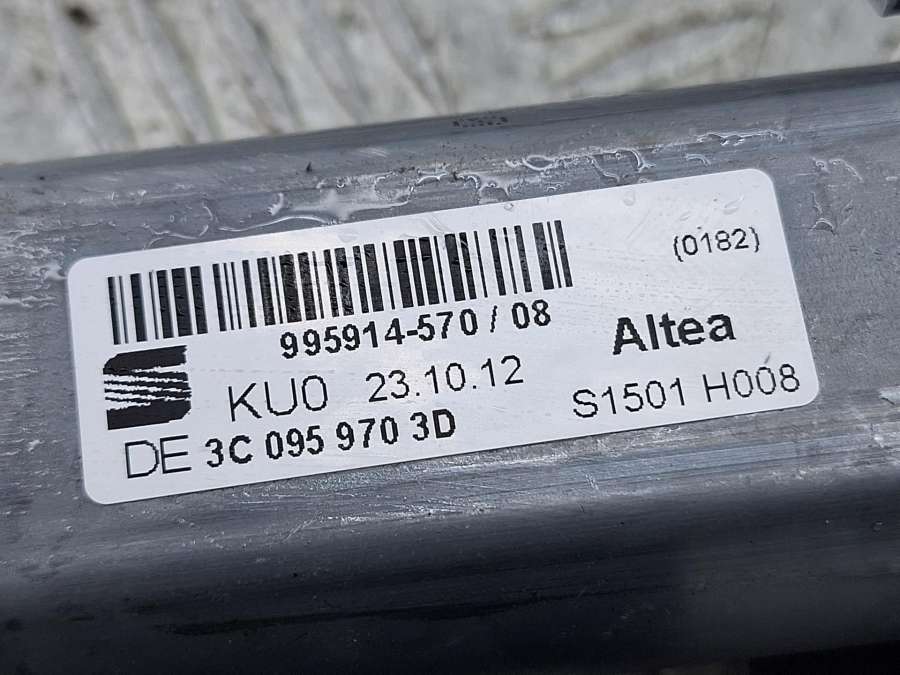 (0182)
995914-570 / 08
Altea
KU0 23.10.12
S1501 H008
DE 3C 095 970 3D